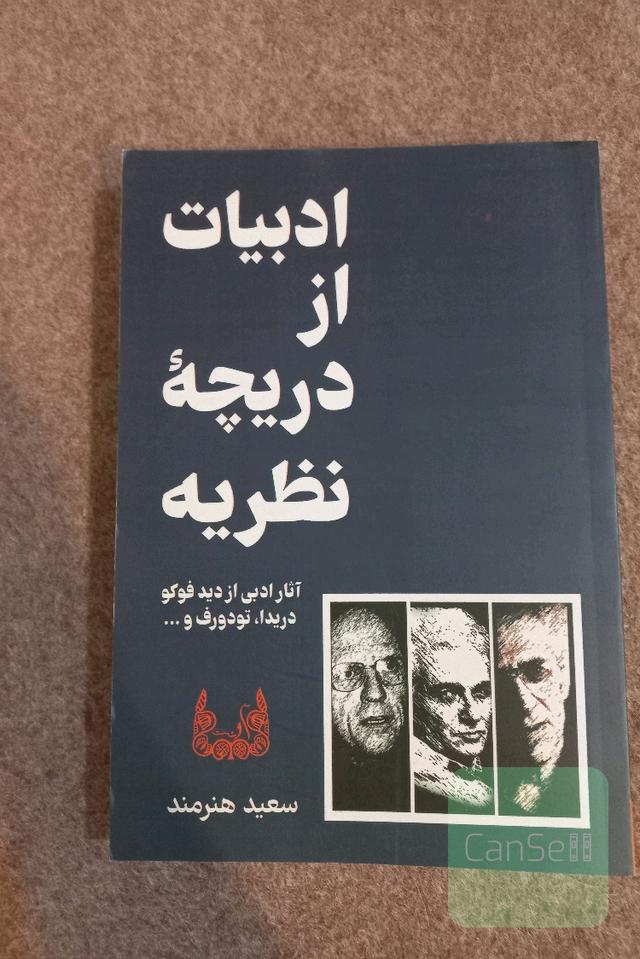 ادبیات
از
دریچهٔ
نظریه
آثار ادبی از دید فوکو
دریدا، تودورف و ...
سعید هنرمند
CanSell